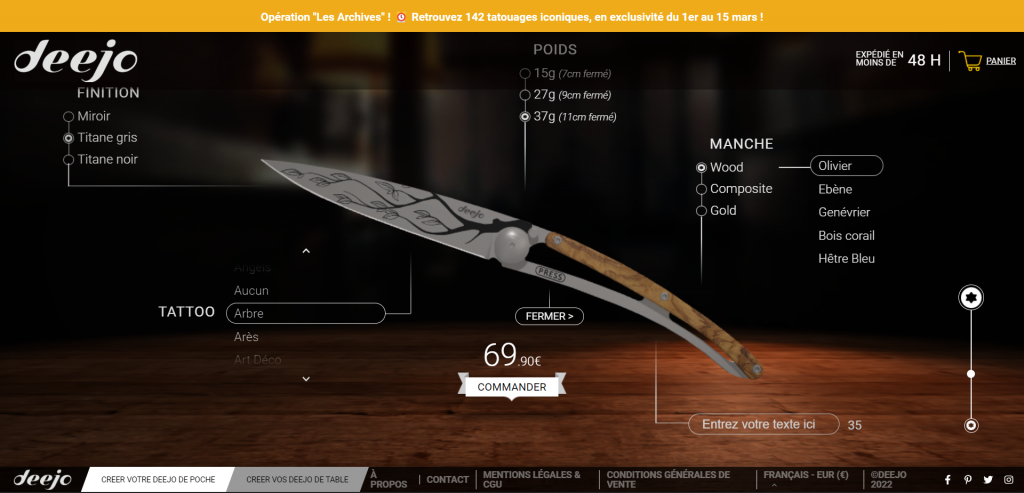 Opération "Les Archives" ! Retrouvez 142 tatouages iconiques, en exclusivité du 1er au 15 mars !
deejo
EXPÉDIÉ EN
MOINS DE 48 H
PANIER
FINITION
Miroir
Titane gris
Titane noir
POIDS
15g (7cm fermé)
27g (9cm fermé)
37g (11cm fermé)
MANCHE
Wood
Composite
Gold
Olivier
Ebène
Genévrier
Bois corail
Hêtre Bleu
deejo
PRESS
TATTOO
Angels
Aucun
Arbre
Arès
Art Déco
FERMER >
69.90€
COMMANDER
Entrez votre texte ici
35
deejo
CREER VOTRE DEEJO DE POCHE
CREER VOS DEEJO DE TABLE
À
PROPOS
CONTACT
MENTIONS LÉGALES &
CGU
CONDITIONS GÉNÉRALES DE
VENTE
FRANÇAIS - EUR (€)
©DEEJO
2022